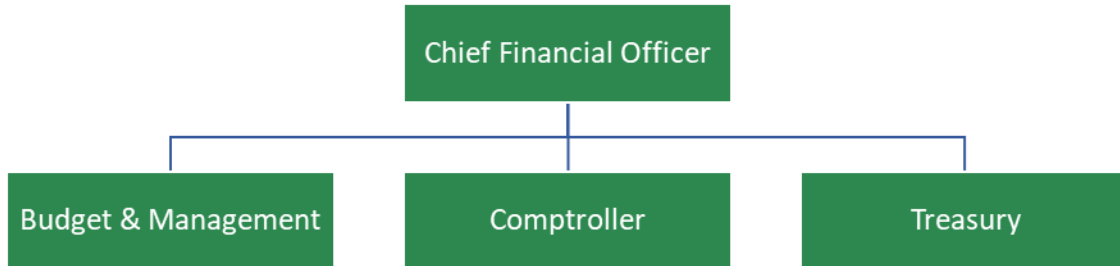 Chief Financial Officer
Budget & Management
Comptroller
Treasury